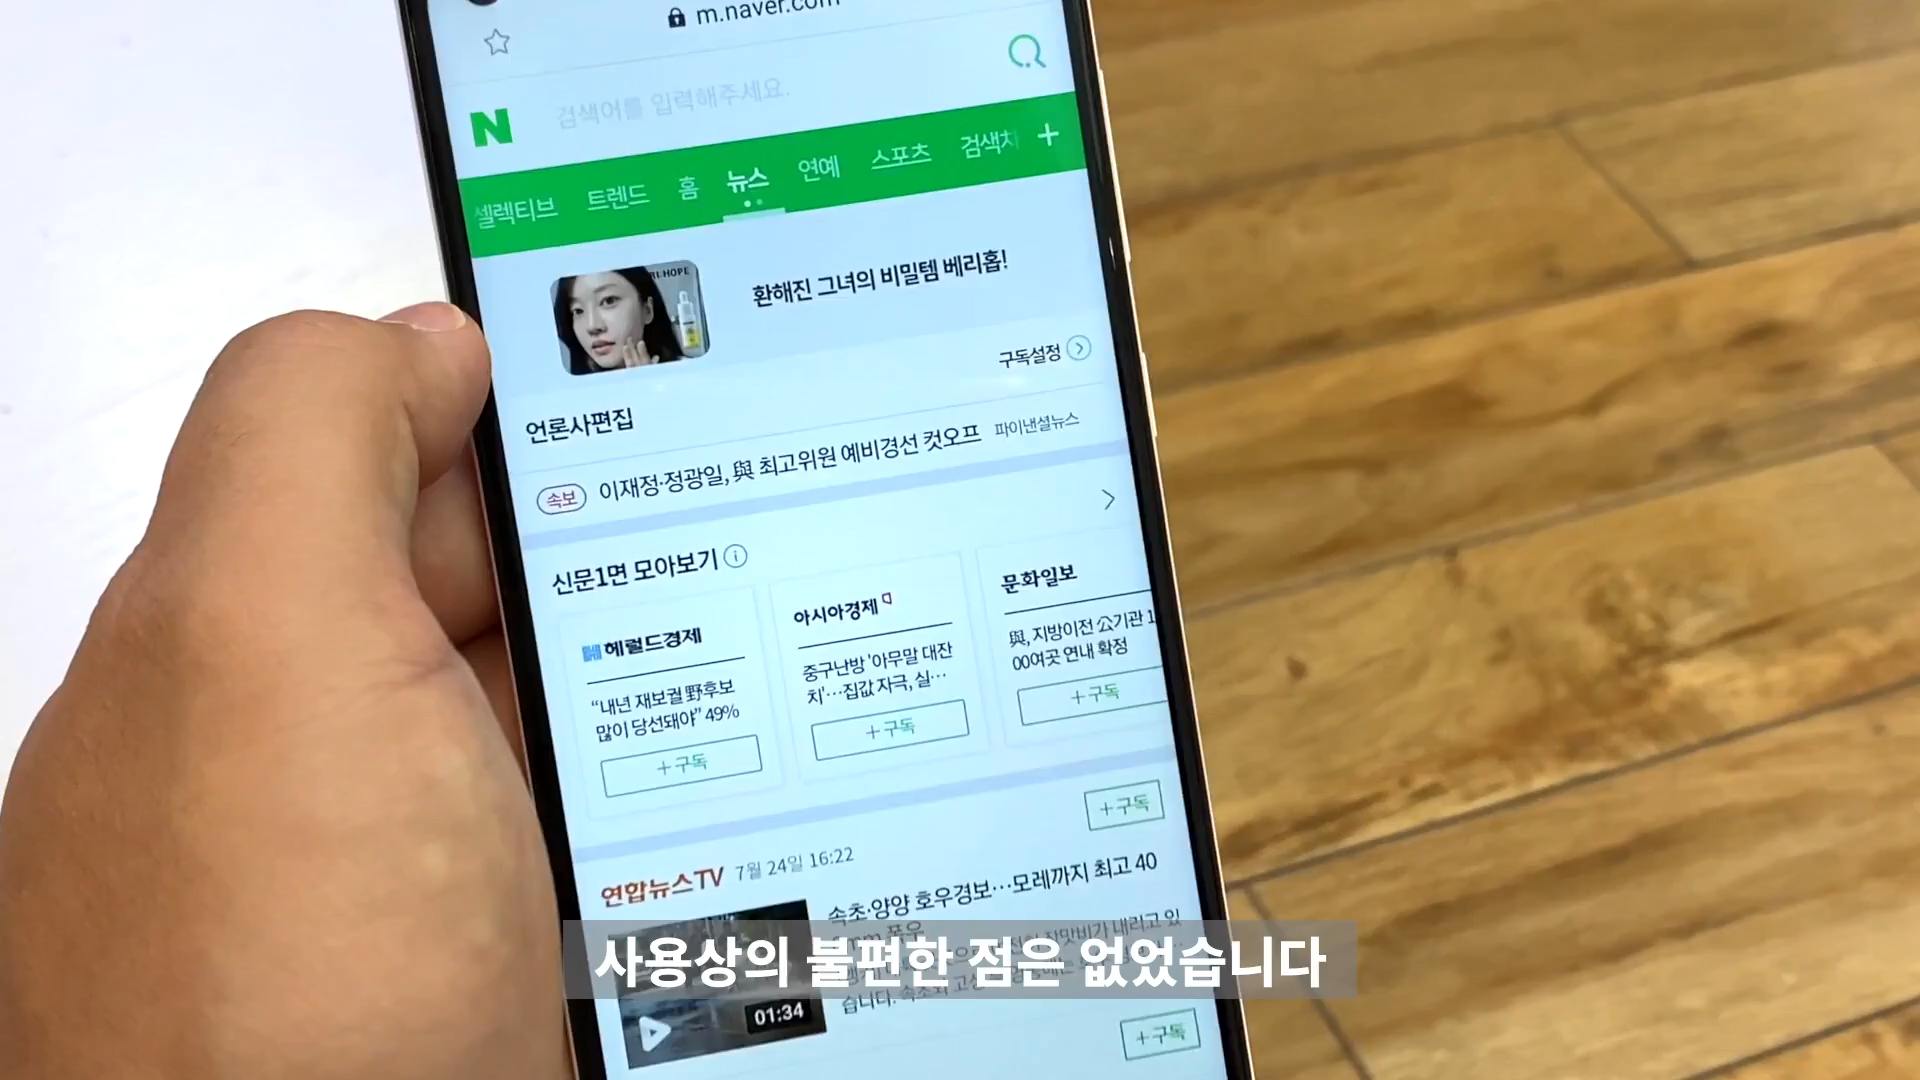 m.naver.com
N 검색어를 입력해주세요.
셀렉티브 트렌드 홈 뉴스 연예 스포츠 검색차 +
RI-HOPE
환해진 그녀의 비밀템 베리홉!
구독설정
언론사편집
속보 이재정·정광일, 與 최고위원 예비경선 컷오프 파이낸셜뉴스
신문1면 모아보기
헤럴드경제
“내년 재보궐 野후보
많이 당선돼야” 49%
+구독
아시아경제
중구난방 '아무말 대잔
치'…집값 자극, 실…
+구독
문화일보
與, 지방이전 公기관 1
00여곳 연내 확정
+구독
+구독
연합뉴스TV 7월 24일 16:22
속초·양양 호우경보…모레까지 최고 40
폭우
01:34
+구독
사용상의 불편한 점은 없었습니다